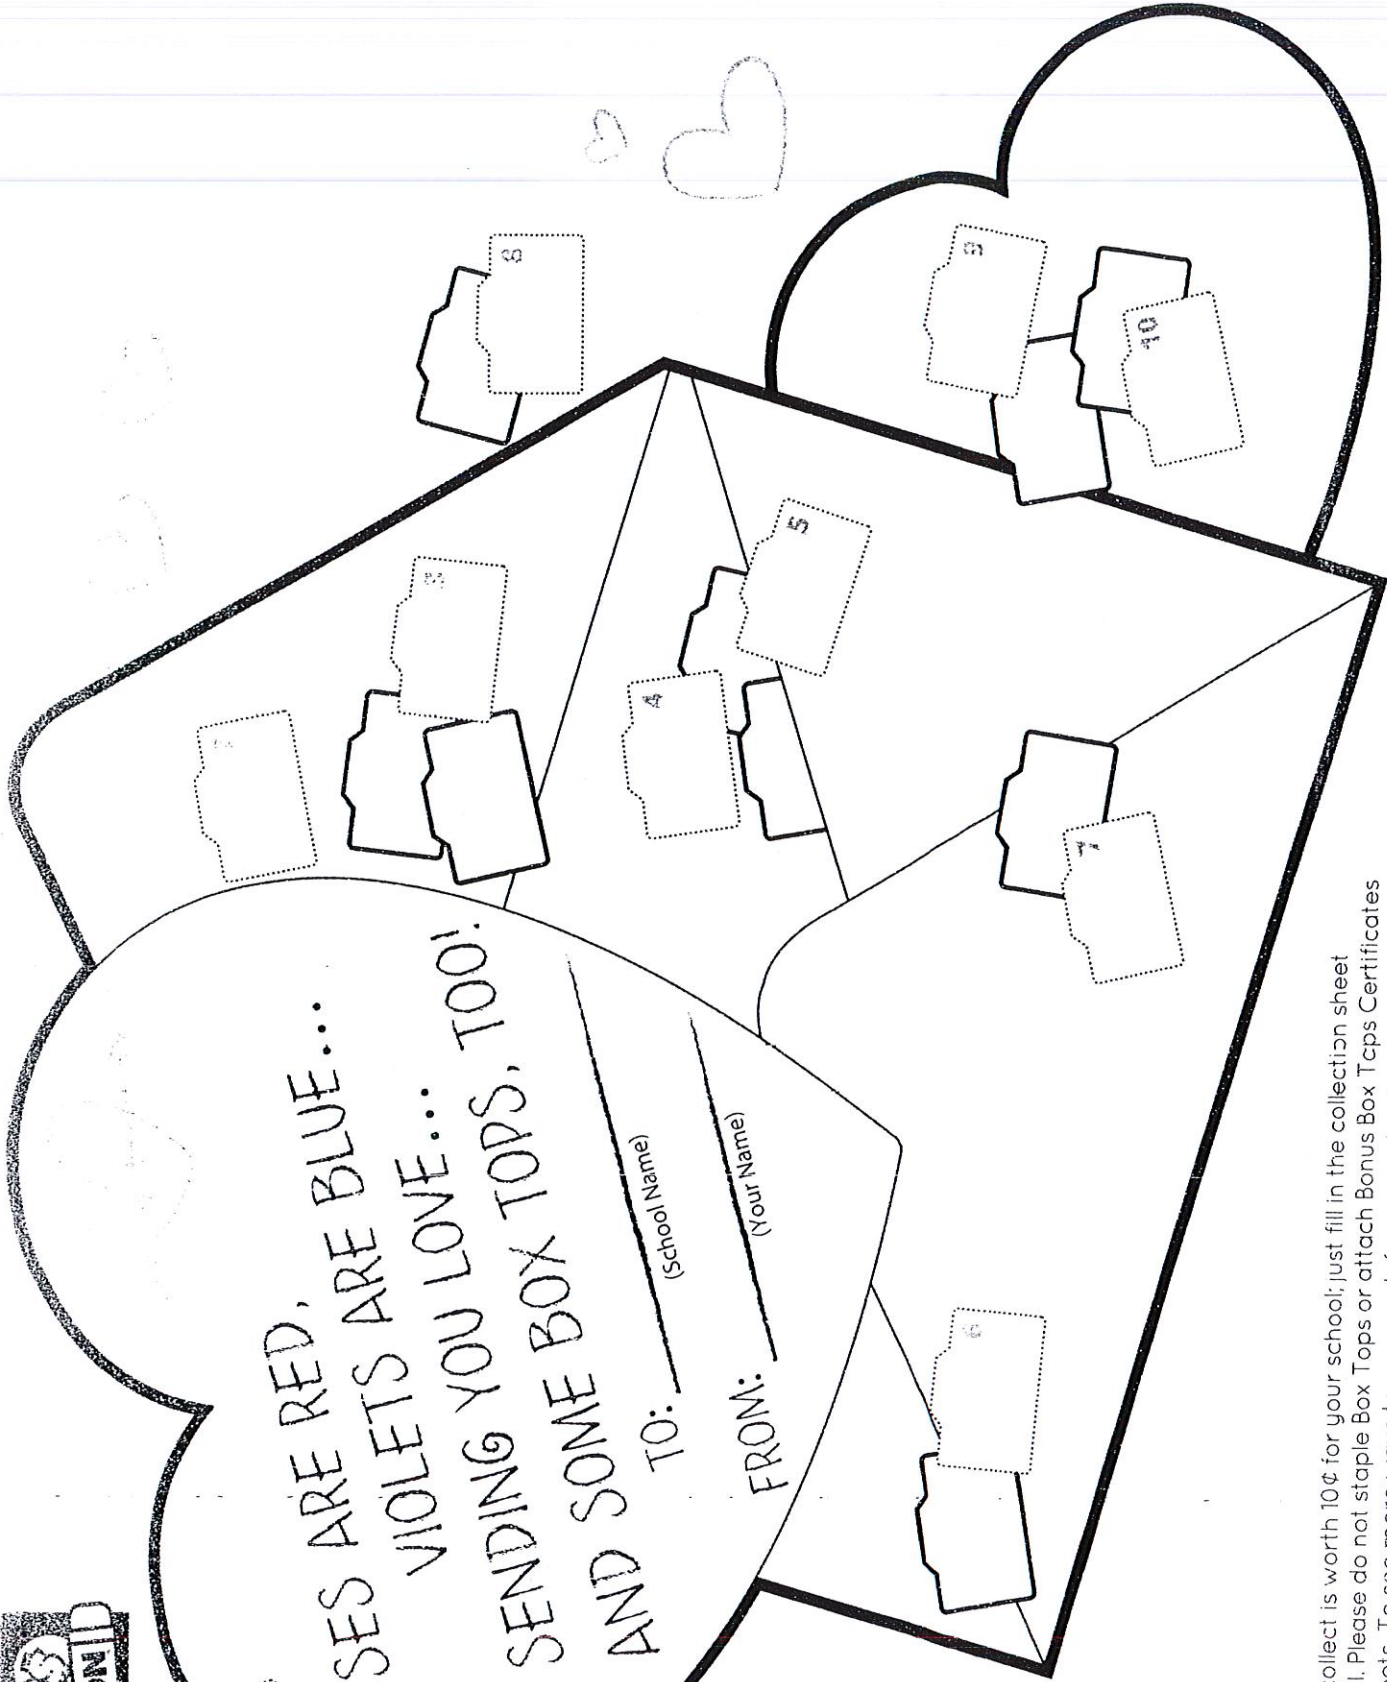 SES ARE RED,
VIOLETS ARE BLUE...
SENDING YOU LOVE....
AND SOME BOX TOPS, TOO!
TO:
(School Name)
FROM:
(Your Name)
2
3
4
5
6
7
8
9
10
ollect is worth 10¢ for your school; just fill in the collection sheet
l. Please do not staple Box Tops or attach Bonus Box Tops Certificates